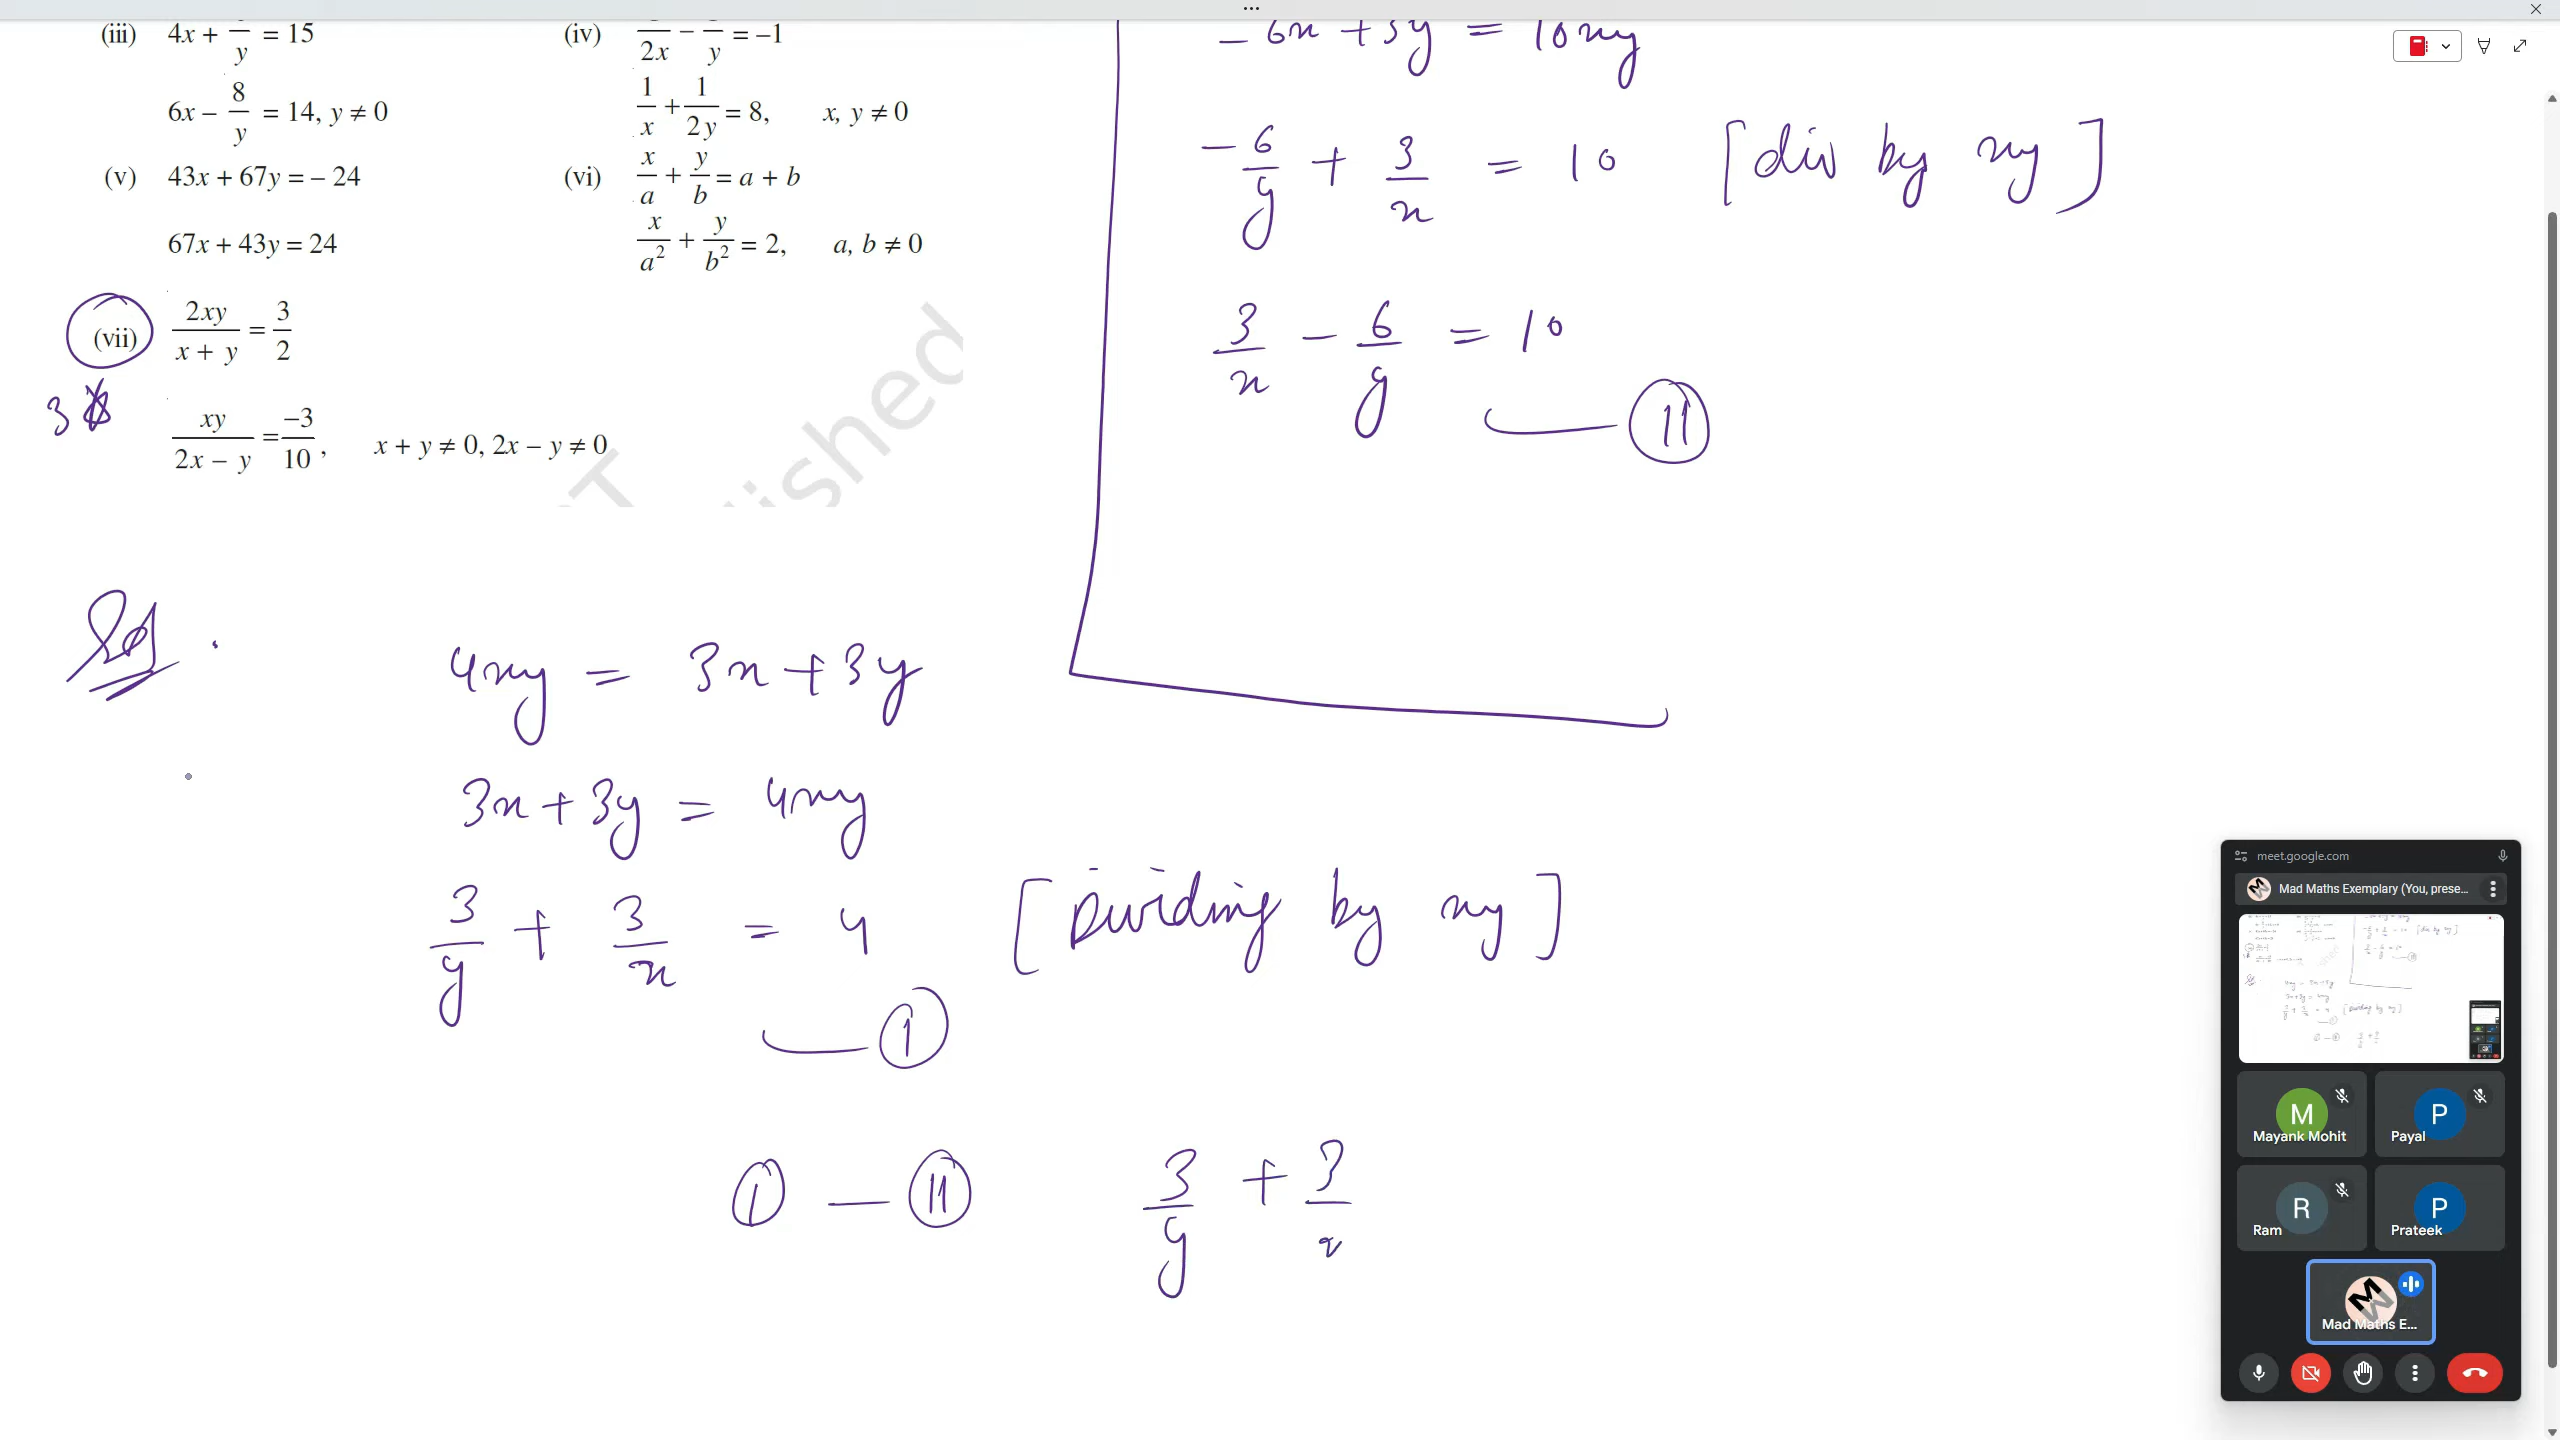 (iii) 4x + /y = 15
6x – 8/y = 14, y ≠ 0
(v) 43x + 67y = – 24
67x + 43y = 24
(vii) 2xy/(x + y) = 3/2
3
xy/(2x – y) = –3/10, x + y ≠ 0, 2x – y ≠ 0
(iv) /2x – /y = –1
1/x + 1/2y = 8, x, y ≠ 0
(vi) x/a + y/b = a + b
x/a² + y/b² = 2, a, b ≠ 0
T
lished
- 6x + 3y = 10xy
- 6/y + 3/x = 10 [div by xy]
3/x - 6/y = 10
II
Sol.
4xy = 3x + 3y
3x + 3y = 4xy
3/y + 3/x = 4 [Dividing by xy]
I
I - II 3/y + 3/x
meet.google.com
Mad Maths Exemplary (You, prese...
M
Mayank Mohit
P
Payal
R
Ram
P
Prateek
Mad Maths E...